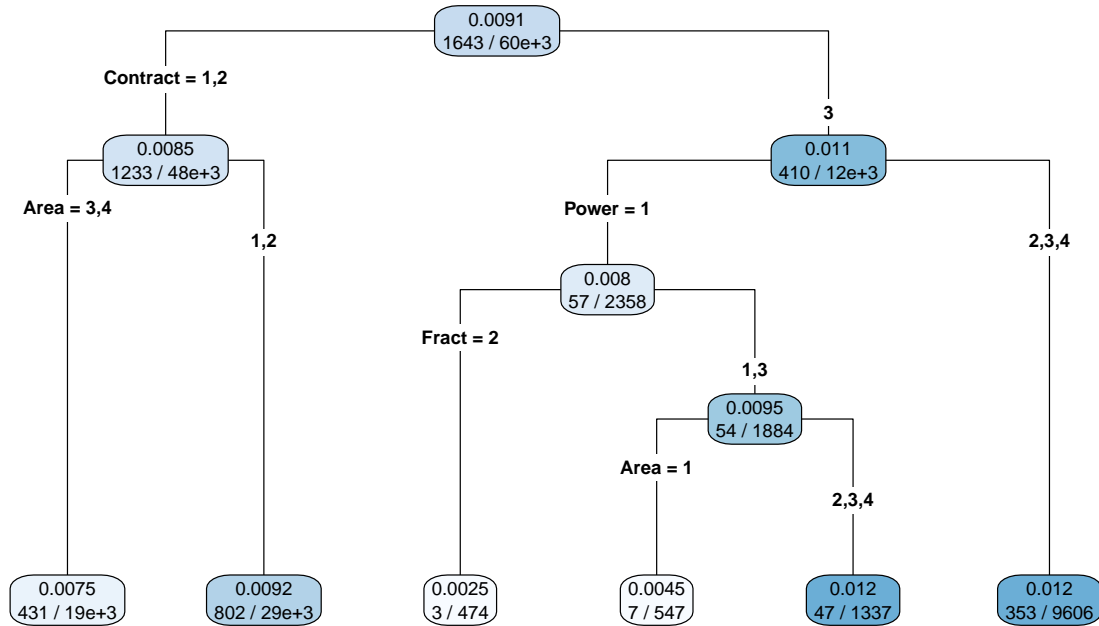 0.0091
1643 / 60e+3
Contract = 1,2
3
0.0085
1233 / 48e+3
0.011
410 / 12e+3
Area = 3,4
1,2
Power = 1
2,3,4
0.008
57 / 2358
Fract = 2
1,3
0.0095
54 / 1884
Area = 1
2,3,4
0.0075
431 / 19e+3
0.0092
802 / 29e+3
0.0025
3 / 474
0.0045
7 / 547
0.012
47 / 1337
0.012
353 / 9606